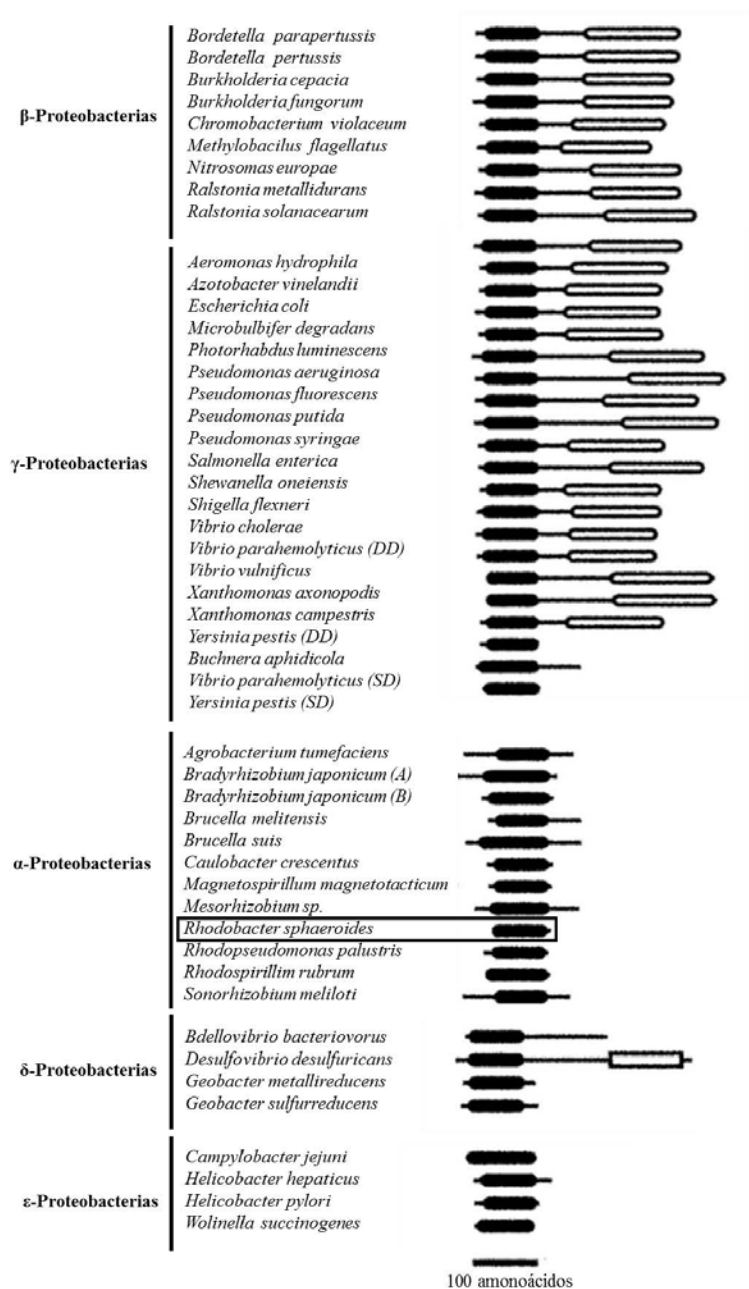 β-Proteobacterias
Bordetella parapertussis
Bordetella pertussis
Burkholderia cepacia
Burkholderia fungorum
Chromobacterium violaceum
Methylobacilus flagellatus
Nitrosomas europae
Ralstonia metallidurans
Ralstonia solanacearum
γ-Proteobacterias
Aeromonas hydrophila
Azotobacter vinelandii
Escherichia coli
Microbulbifer degradans
Photorhabdus luminescens
Pseudomonas aeruginosa
Pseudomonas fluorescens
Pseudomonas putida
Pseudomonas syringae
Salmonella enterica
Shewanella oneiensis
Shigella flexneri
Vibrio cholerae
Vibrio parahemolyticus (DD)
Vibrio vulnificus
Xanthomonas axonopodis
Xanthomonas campestris
Yersinia pestis (DD)
Buchnera aphidicola
Vibrio parahemolyticus (SD)
Yersinia pestis (SD)
α-Proteobacterias
Agrobacterium tumefaciens
Bradyrhizobium japonicum (A)
Bradyrhizobium japonicum (B)
Brucella melitensis
Brucella suis
Caulobacter crescentus
Magnetospirillum magnetotacticum
Mesorhizobium sp.
Rhodobacter sphaeroides
Rhodopseudomonas palustris
Rhodospirillim rubrum
Sonorhizobium meliloti
δ-Proteobacterias
Bdellovibrio bacteriovorus
Desulfovibrio desulfuricans
Geobacter metallireducens
Geobacter sulfurreducens
ε-Proteobacterias
Campylobacter jejuni
Helicobacter hepaticus
Helicobacter pylori
Wolinella succinogenes
100 amonoácidos